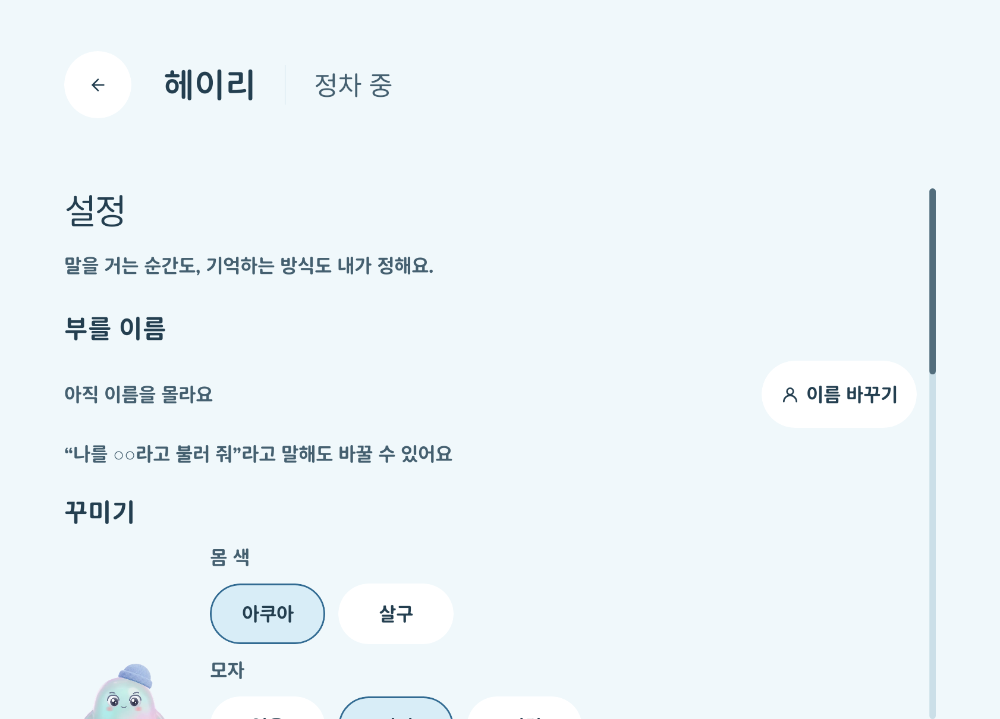 헤이리
정차 중
설정
말을 거는 순간도, 기억하는 방식도 내가 정해요.
부를 이름
아직 이름을 몰라요
이름 바꾸기
“나를 ○○라고 불러 줘”라고 말해도 바꿀 수 있어요
꾸미기
몸 색
아쿠아
살구
모자